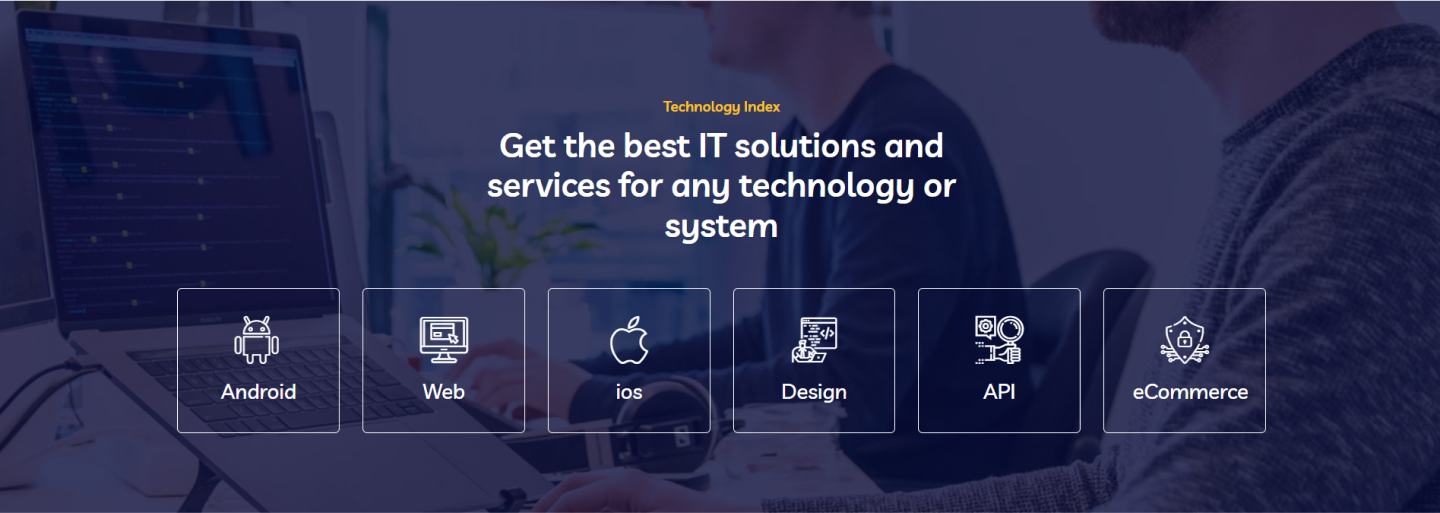 Technology Index
Get the best IT solutions and
services for any technology or
system
Android
Web
ios
Design
API
eCommerce